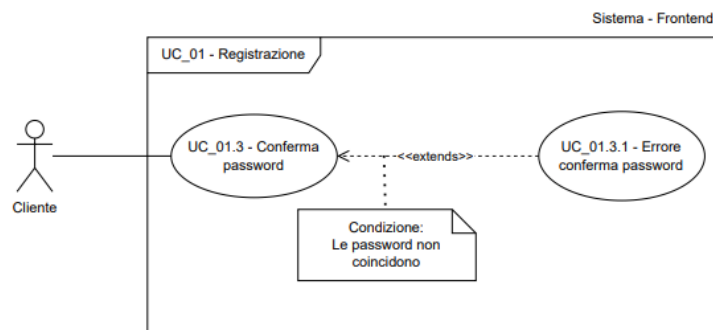 Sistema - Frontend
UC_01 - Registrazione
UC_01.3 - Conferma
password
<<extends>>
UC_01.3.1 - Errore
conferma password
Cliente
Condizione:
Le password non
coincidono